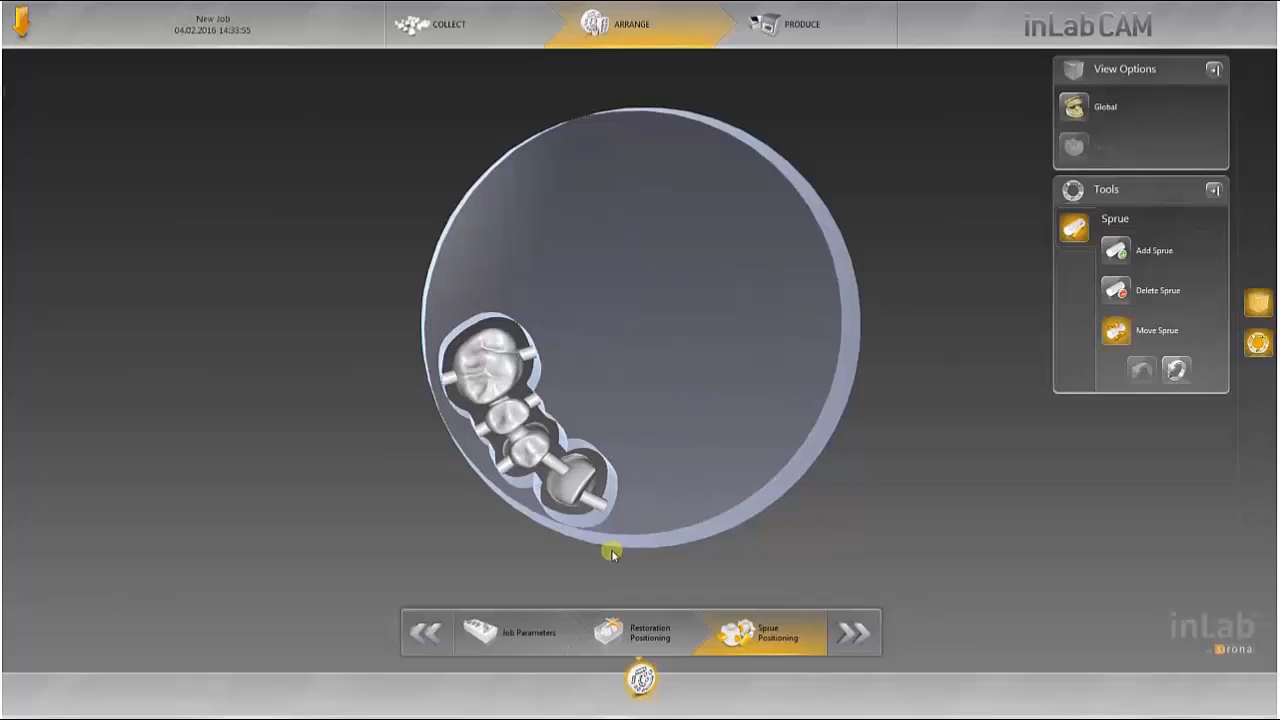 New Job
04.02.2016 14:33:55
COLLECT
ARRANGE
PRODUCE
inLab CAM
View Options
Global
Tools
Sprue
Add Sprue
Delete Sprue
Move Sprue
Job Parameters
Restoration
Positioning
Sprue
Positioning
inLab